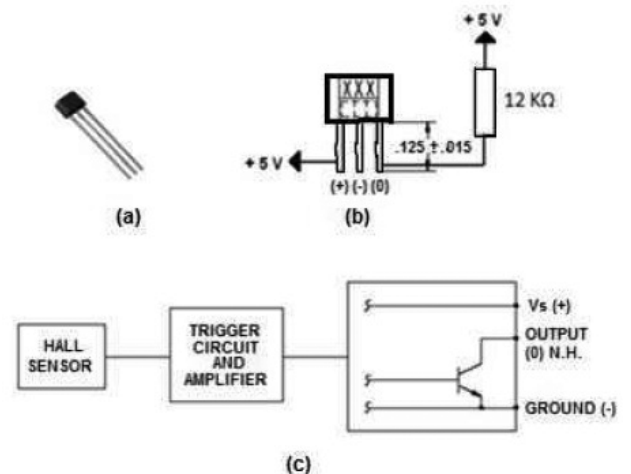 + 5 V
12 KΩ
XXX
.125 ±.015
+ 5 V
(+) (-) (0)
(a)
(b)
HALL
SENSOR
TRIGGER
CIRCUIT
AND
AMPLIFIER
Vs (+)
OUTPUT
(0) N.H.
GROUND (-)
(c)